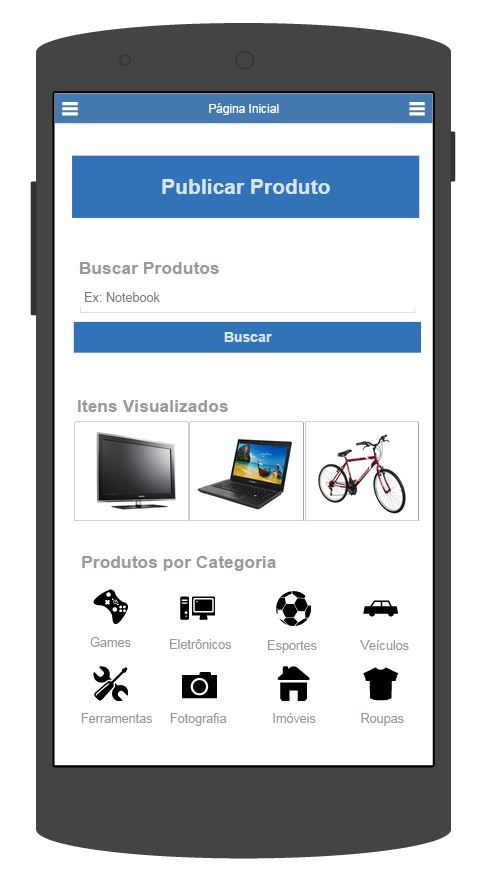 Página Inicial
Publicar Produto
Buscar Produtos
Ex: Notebook
Buscar
Itens Visualizados
Produtos por Categoria
Games Eletrônicos Esportes Veículos
Ferramentas Fotografia Imóveis Roupas